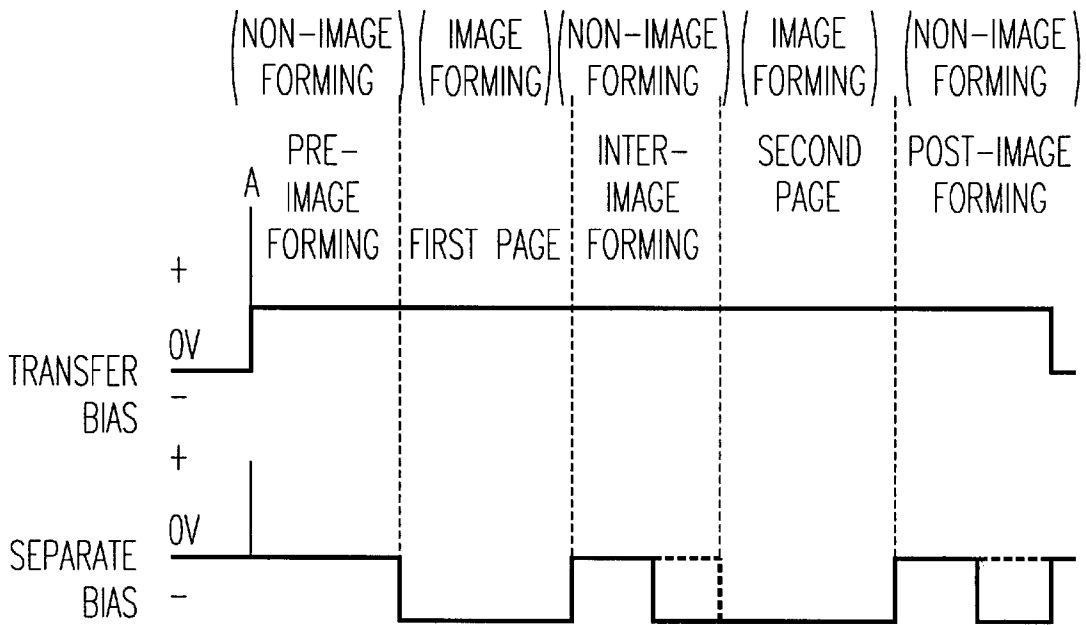 (NON-IMAGE FORMING)
(IMAGE FORMING)
(NON-IMAGE FORMING)
(IMAGE FORMING)
(NON-IMAGE FORMING)
A
PRE-
IMAGE
FORMING
FIRST PAGE
INTER-
IMAGE
FORMING
SECOND
PAGE
POST-IMAGE
FORMING
+
0V
-
TRANSFER
BIAS
+
0V
-
SEPARATE
BIAS